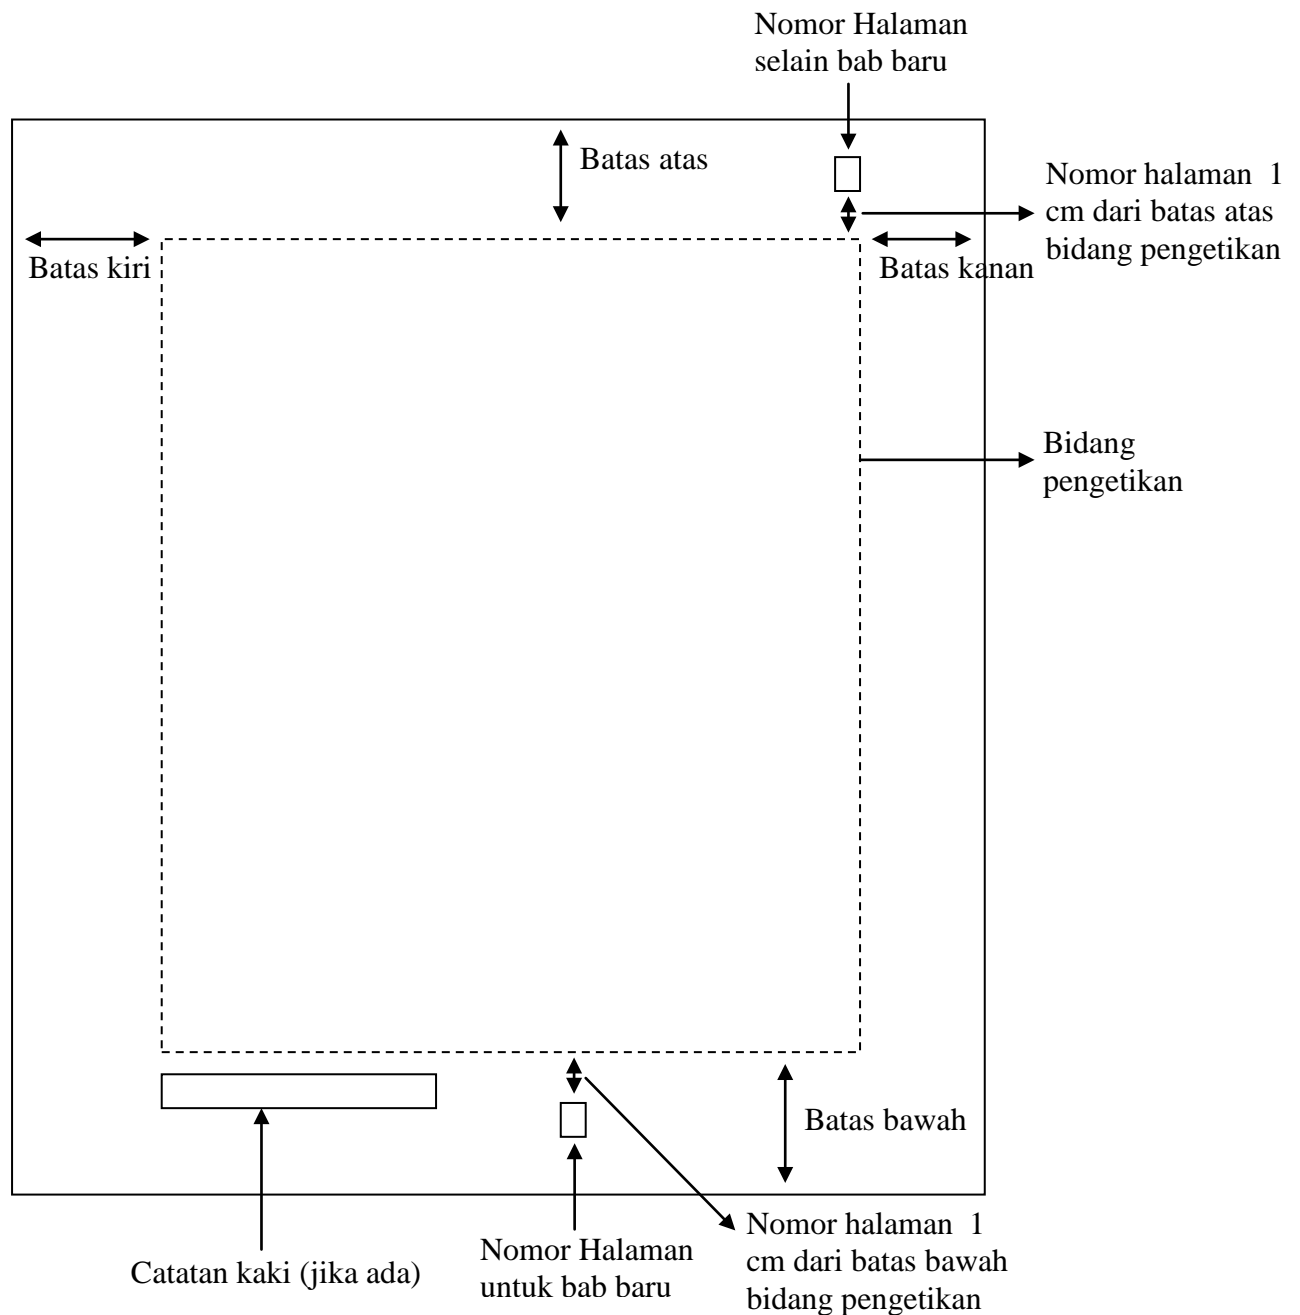 Nomor Halaman
selain bab baru
Batas atas
Nomor halaman  1
cm dari batas atas
bidang pengetikan
Batas kiri
Batas kanan
Bidang
pengetikan
Batas bawah
Catatan kaki (jika ada)
Nomor Halaman
untuk bab baru
Nomor halaman  1
cm dari batas bawah
bidang pengetikan